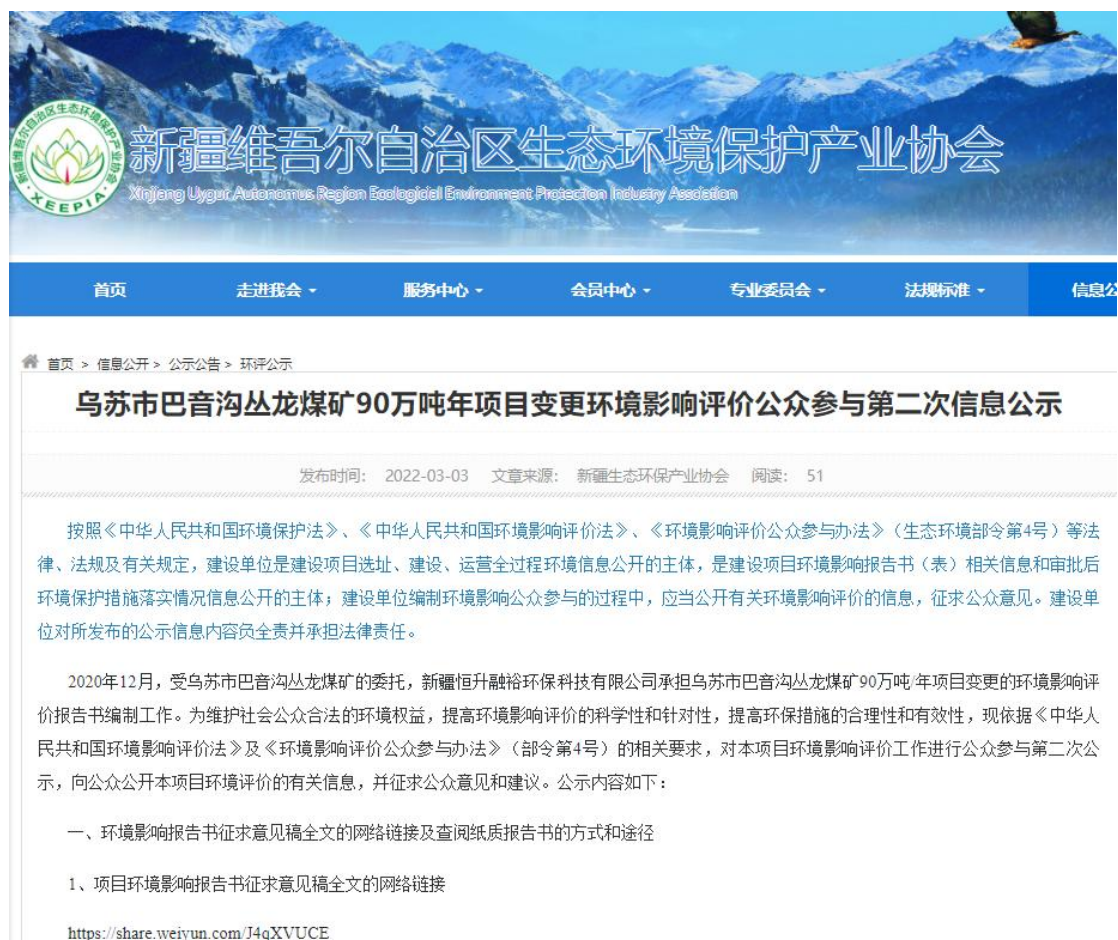 新疆维吾尔自治区生态环境保护产业协会
Xinjiang Uygur Autonomus Region Ecologicial Environment Protection Industry Assdation
新疆维吾尔自治区生态环境保护产业协会
·XEEPIA·
首页 走进我会 服务中心 会员中心 专业委员会 法规标准 信息公
首页 > 信息公开 > 公示公告 > 环评公示
乌苏市巴音沟丛龙煤矿90万吨年项目变更环境影响评价公众参与第二次信息公示
发布时间: 2022-03-03 文章来源: 新疆生态环保产业协会 阅读: 51
按照《中华人民共和国环境保护法》、《中华人民共和国环境影响评价法》、《环境影响评价公众参与办法》（生态环境部令第4号）等法
律、法规及有关规定，建设单位是建设项目选址、建设、运营全过程环境信息公开的主体，是建设项目环境影响报告书（表）相关信息和审批后
环境保护措施落实情况信息公开的主体；建设单位编制环境影响公众参与的过程中，应当公开有关环境影响评价的信息，征求公众意见。建设单
位对所发布的公示信息内容负全责并承担法律责任。
2020年12月，受乌苏市巴音沟丛龙煤矿的委托，新疆恒升融裕环保科技有限公司承担乌苏市巴音沟丛龙煤矿90万吨/年项目变更的环境影响评
价报告书编制工作。为维护社会公众合法的环境权益，提高环境影响评价的科学性和针对性，提高环保措施的合理性和有效性，现依据《中华人
民共和国环境影响评价法》及《环境影响评价公众参与办法》（部令第4号）的相关要求，对本项目环境影响评价工作进行公众参与第二次公
示，向公众公开本项目环境评价的有关信息，并征求公众意见和建议。公示内容如下：
一、环境影响报告书征求意见稿全文的网络链接及查阅纸质报告书的方式和途径
1、项目环境影响报告书征求意见稿全文的网络链接
https://share.weiyun.com/J4qXVUCE